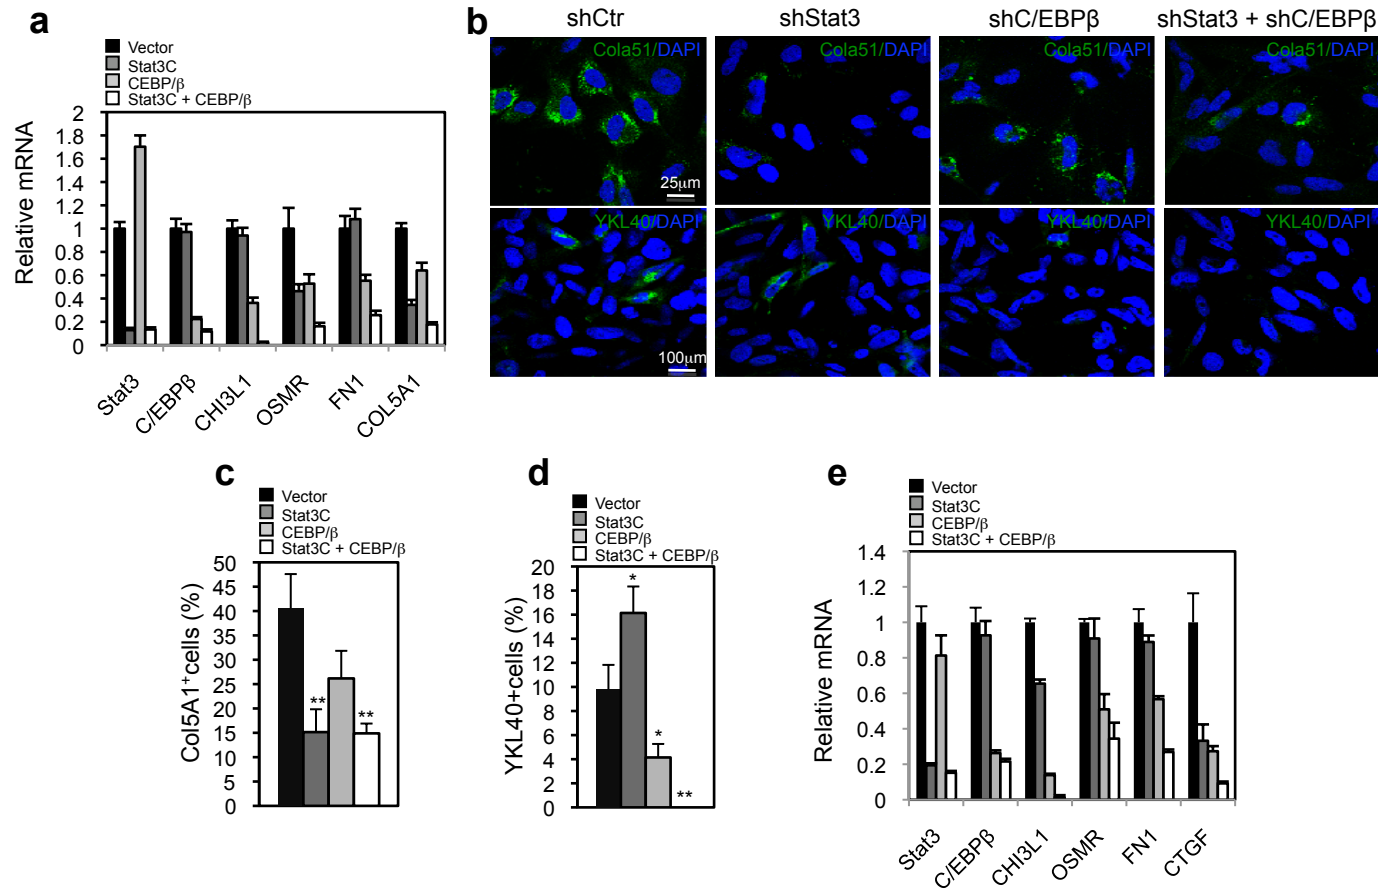 a
Vector
Stat3C
CEBP/β
Stat3C + CEBP/β
Relative mRNA
2
1.8
1.6
1.4
1.2
1
0.8
0.6
0.4
0.2
0
Stat3
C/EBPβ
CHI3L1
OSMR
FN1
COL5A1
b
shCtr
shStat3
shC/EBPβ
shStat3 + shC/EBPβ
Cola51/DAPI
Cola51/DAPI
Cola51/DAPI
Cola51/DAPI
25μm
YKL40/DAPI
YKL40/DAPI
YKL40/DAPI
YKL40/DAPI
100μm
c
Vector
Stat3C
CEBP/β
Stat3C + CEBP/β
Col5A1+cells (%)
50
45
40
35
30
25
20
15
10
5
0
**
**
d
Vector
Stat3C
CEBP/β
Stat3C + CEBP/β
YKL40+cells (%)
20
18
16
14
12
10
8
6
4
2
0
*
*
**
e
Vector
Stat3C
CEBP/β
Stat3C + CEBP/β
Relative mRNA
1.4
1.2
1
0.8
0.6
0.4
0.2
0
Stat3
C/EBPβ
CHI3L1
OSMR
FN1
CTGF